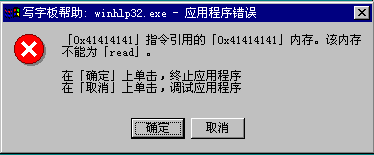 写字板帮助: winhlp32.exe - 应用程序错误
「0x41414141」指令引用的「0x41414141」内存。该内存
不能为「read」。
在「确定」上单击，终止应用程序
在「取消」上单击，调试应用程序
确定
取消